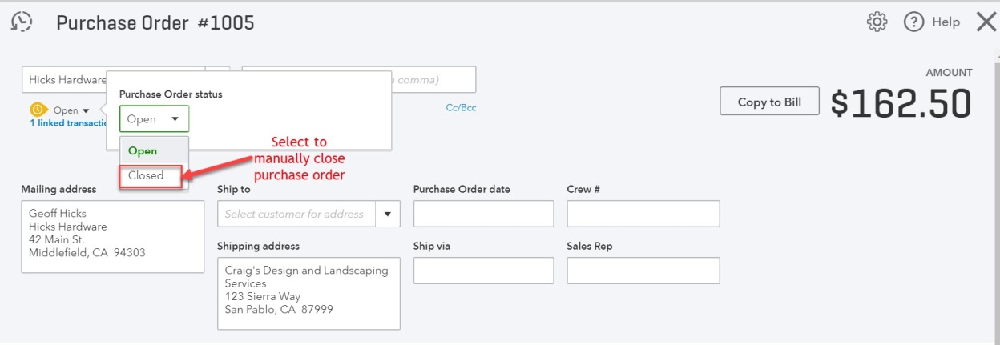 Purchase Order #1005
Help
AMOUNT
Hicks Hardware
comma)
Purchase Order status
Copy to Bill
$162.50
Open
Open
1 linked
Cc/Bcc
Open
Closed
Select to
manually close
purchase order
Mailing address
Ship to
Purchase Order date
Crew #
Geoff Hicks
Hicks Hardware
42 Main St.
Middlefield, CA 94303
Select customer for address
Shipping address
Ship via
Sales Rep
Craig's Design and Landscaping
Services
123 Sierra Way
San Pablo, CA 87999